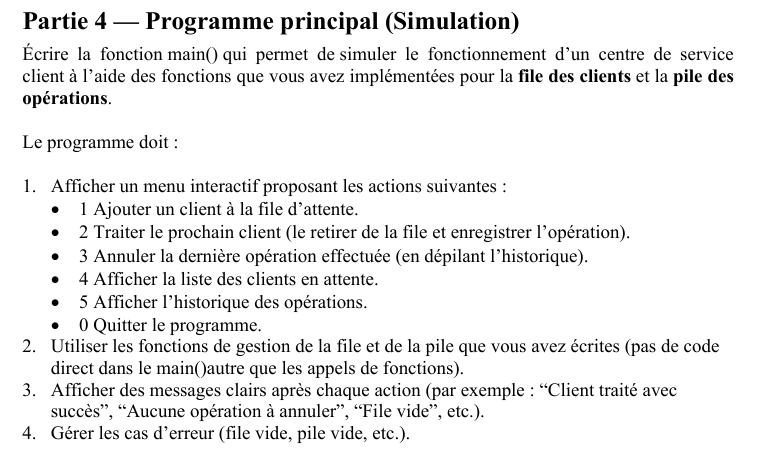 Partie 4 — Programme principal (Simulation)
Écrire la fonction main() qui permet de simuler le fonctionnement d’un centre de service
client à l’aide des fonctions que vous avez implémentées pour la file des clients et la pile des
opérations.
Le programme doit :
1. Afficher un menu interactif proposant les actions suivantes :
• 1 Ajouter un client à la file d’attente.
• 2 Traiter le prochain client (le retirer de la file et enregistrer l’opération).
• 3 Annuler la dernière opération effectuée (en dépilant l’historique).
• 4 Afficher la liste des clients en attente.
• 5 Afficher l’historique des opérations.
• 0 Quitter le programme.
2. Utiliser les fonctions de gestion de la file et de la pile que vous avez écrites (pas de code
direct dans le main()autre que les appels de fonctions).
3. Afficher des messages clairs après chaque action (par exemple : “Client traité avec
succès”, “Aucune opération à annuler”, “File vide”, etc.).
4. Gérer les cas d’erreur (file vide, pile vide, etc.).